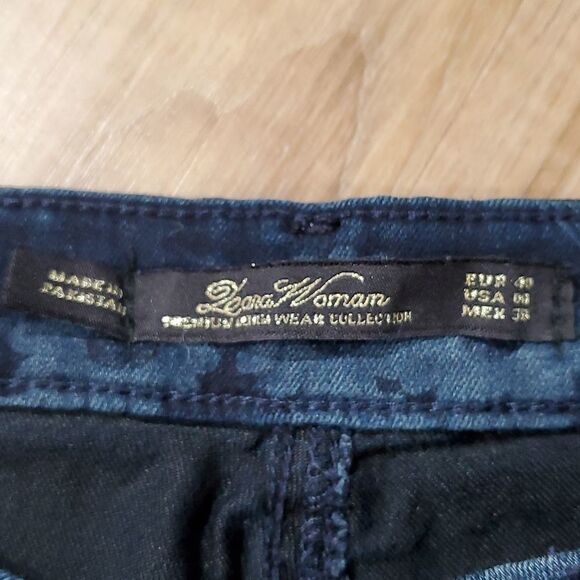 MADE IN
PAKISTAN
Zara Woman
PREMIUM DENIM WEAR COLLECTION
EUR 40
USA
MEX